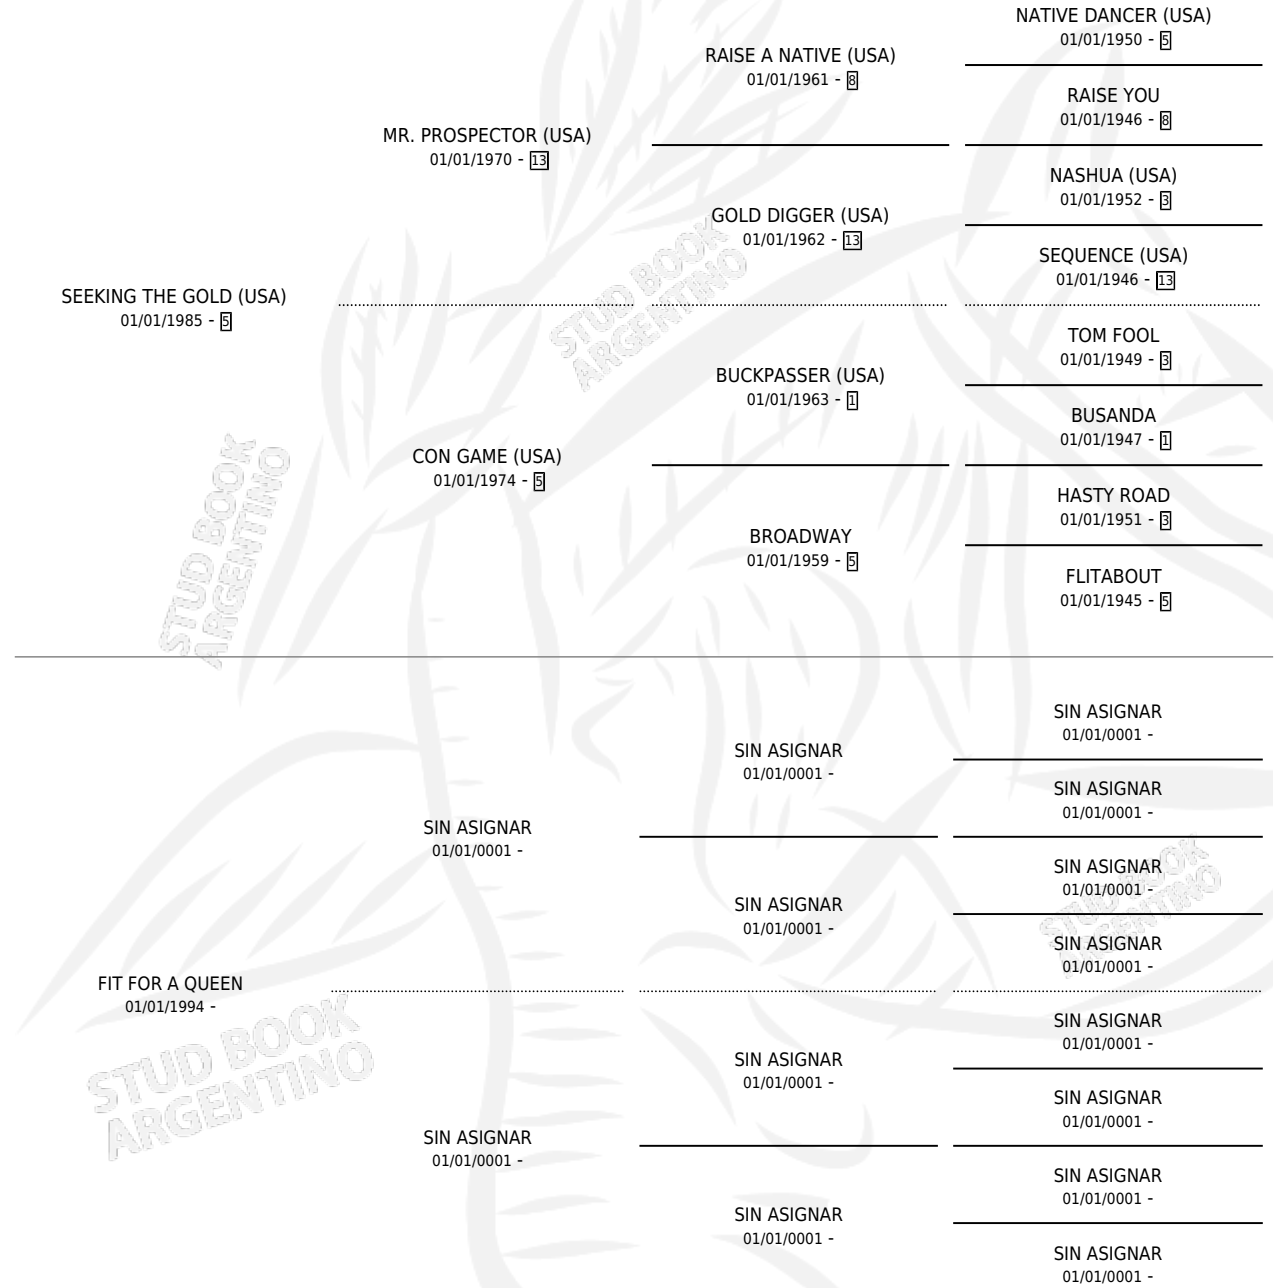 NATIVE DANCER (USA)
01/01/1950 - 5
RAISE A NATIVE (USA)
01/01/1961 - 8
RAISE YOU
01/01/1946 - 8
MR. PROSPECTOR (USA)
01/01/1970 - 13
NASHUA (USA)
01/01/1952 - 3
GOLD DIGGER (USA)
01/01/1962 - 13
SEQUENCE (USA)
01/01/1946 - 13
SEEKING THE GOLD (USA)
01/01/1985 - 5
STUD BOOK
ARGENTINO
TOM FOOL
01/01/1949 - 3
BUCKPASSER (USA)
01/01/1963 - 1
BUSANDA
01/01/1947 - 1
CON GAME (USA)
01/01/1974 - 5
HASTY ROAD
01/01/1951 - 3
BROADWAY
01/01/1959 - 5
FLITABOUT
01/01/1945 - 5
STUD BOOK
ARGENTINO
SIN ASIGNAR
01/01/0001 -
SIN ASIGNAR
01/01/0001 -
SIN ASIGNAR
01/01/0001 -
SIN ASIGNAR
01/01/0001 -
SIN ASIGNAR
01/01/0001 -
SIN ASIGNAR
01/01/0001 -
SIN ASIGNAR
01/01/0001 -
STUD BOOK
ARGENTINO
FIT FOR A QUEEN
01/01/1994 -
STUD BOOK
ARGENTINO
SIN ASIGNAR
01/01/0001 -
SIN ASIGNAR
01/01/0001 -
SIN ASIGNAR
01/01/0001 -
SIN ASIGNAR
01/01/0001 -
SIN ASIGNAR
01/01/0001 -
SIN ASIGNAR
01/01/0001 -
SIN ASIGNAR
01/01/0001 -